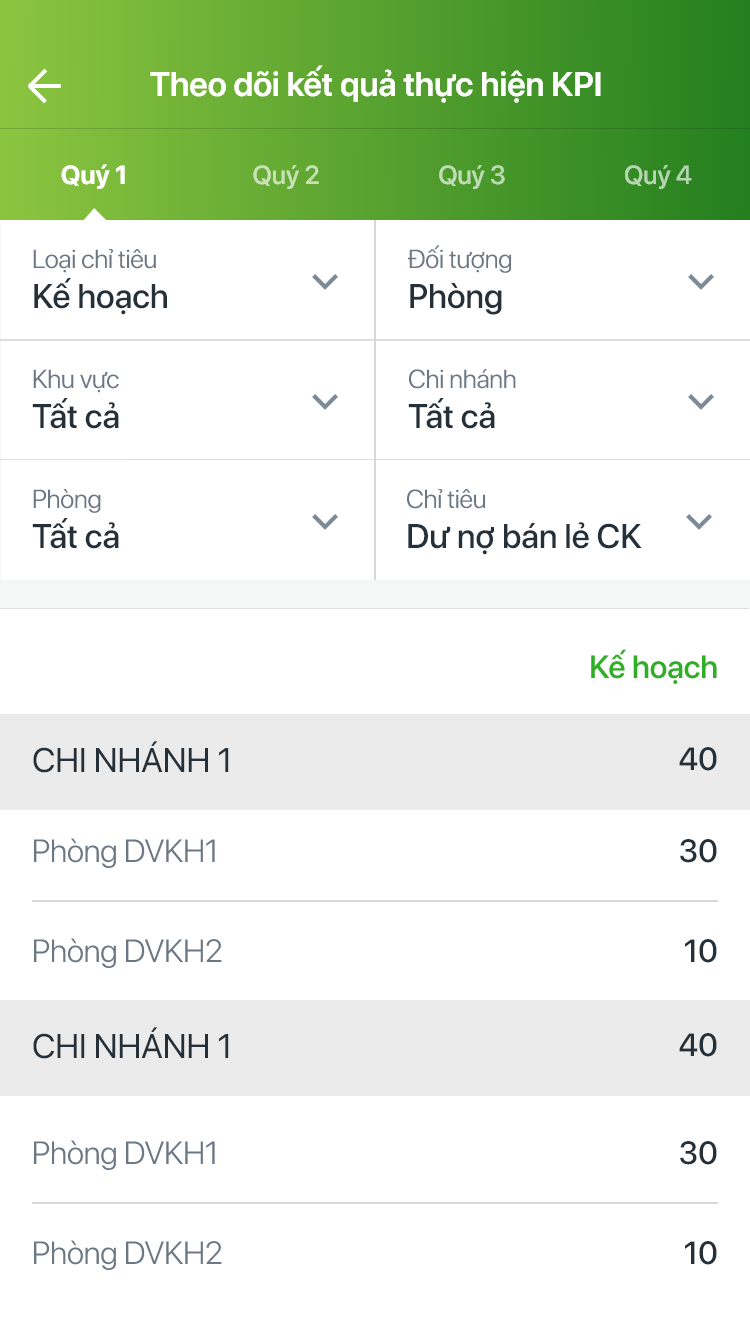 Theo dõi kết quả thực hiện KPI
Quý 1 Quý 2 Quý 3 Quý 4
Loại chỉ tiêu Đối tượng
Kế hoạch Phòng
Khu vực Chi nhánh
Tất cả Tất cả
Phòng Chỉ tiêu
Tất cả Dư nợ bán lẻ CK
Kế hoạch
CHI NHÁNH 1 40
Phòng DVKH1 30
Phòng DVKH2 10
CHI NHÁNH 1 40
Phòng DVKH1 30
Phòng DVKH2 10